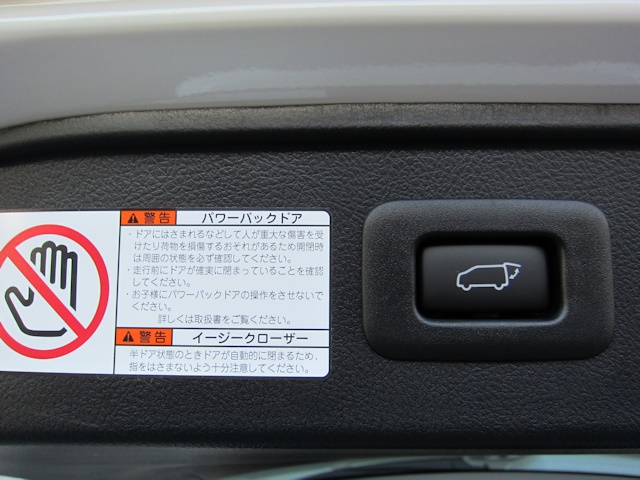 警告 パワーバックドア
・ドアにはさまれるなどして人が重大な傷害を受
けたり荷物を損傷するおそれがあるため開閉時
は周囲の状態を必ず確認してください。
・走行前にドアが確実に閉まっていることを確認
してください。
・お子様にパワーバックドアの操作をさせないで
ください。
詳しくは取扱書をご覧ください。
警告 イージークローザー
半ドア状態のときドアが自動的に閉まるため、
指をはさまないよう十分注意してください。